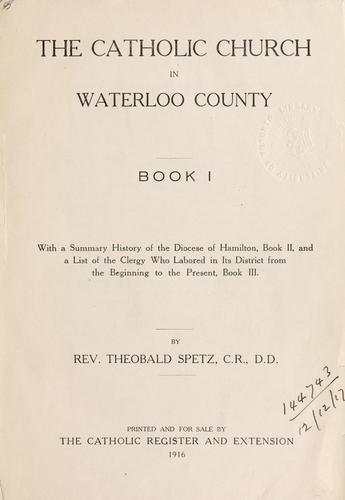 THE CATHOLIC CHURCH
IN
WATERLOO COUNTY
BOOK I
With a Summary History of the Diocese of Hamilton, Book II, and
a List of the Clergy Who Labored in Its District from
the Beginning to the Present, Book III.
BY
REV. THEOBALD SPETZ, C.R., D.D.
144743
12/12/17
PRINTED AND FOR SALE BY
THE CATHOLIC REGISTER AND EXTENSION
1916